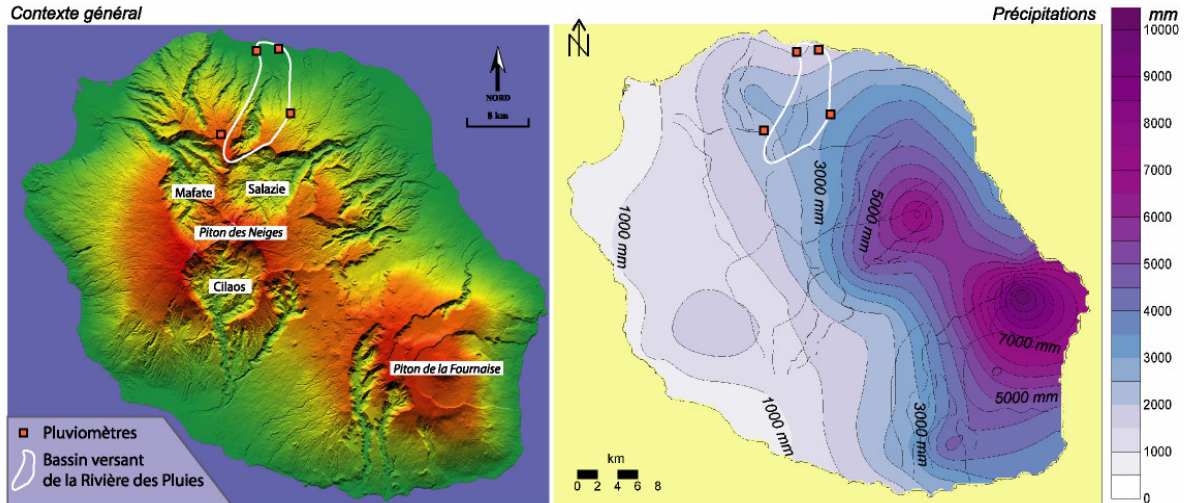 Contexte général
NORD
8 km
Mafate
Salazie
Piton des Neiges
Cilaos
Piton de la Fournaise
Pluviomètres
Bassin versant
de la Rivière des Pluies
Précipitations
N
1000 mm
3000 mm
5000 mm
7000 mm
5000 mm
3000 mm
1000 mm
km
0 2 4 6 8
mm
10000
9000
8000
7000
6000
5000
4000
3000
2000
1000
0